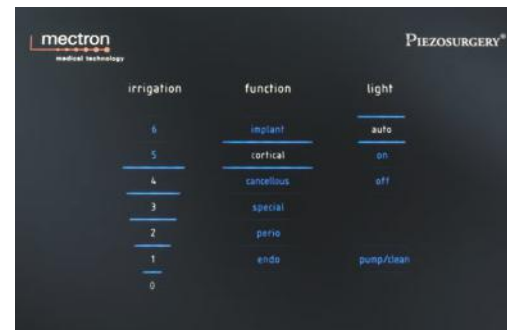 mectron
medical technology
PIEZOSURGERY®
irrigation function light
6 implant auto
5 cortical on
4 cancellous off
3 special
2 perio
1 endo pump/clean
0